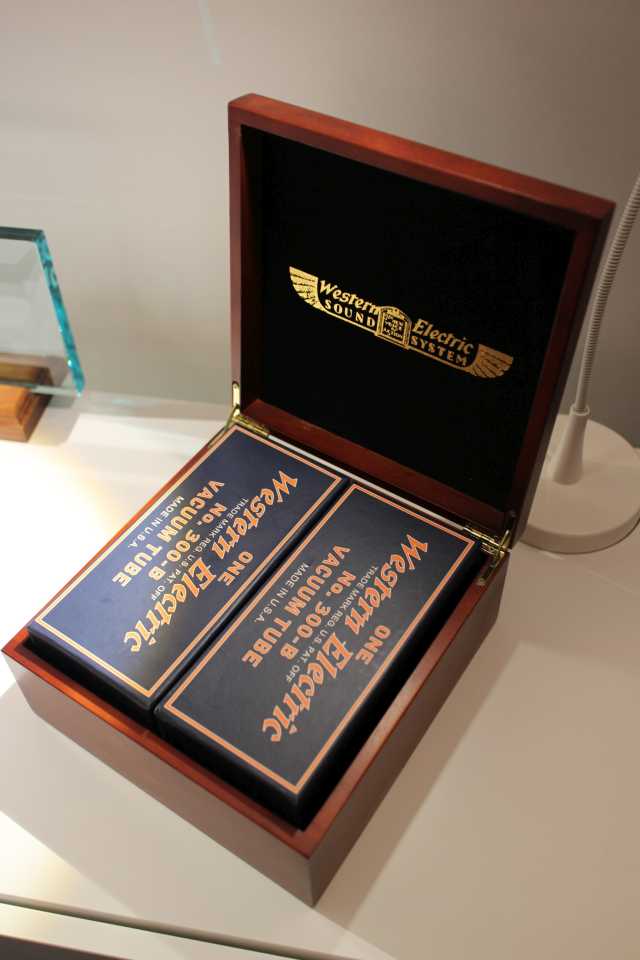 Western Electric
SOUND SYSTEM
ONE
Western Electric
TRADE MARK REG. U.S. PAT. OFF
No. 300-B
VACUUM TUBE
MADE IN U.S.A.
ONE
Western Electric
TRADE MARK REG. U.S. PAT. OFF
No. 300-B
VACUUM TUBE
MADE IN U.S.A.